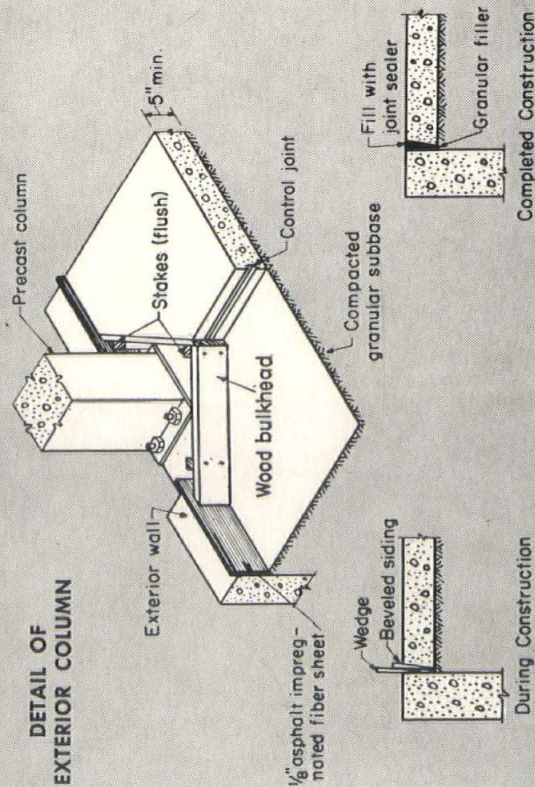 DETAIL OF
EXTERIOR COLUMN
Precast column
5" min.
Stakes (flush)
Exterior wall
Wood bulkhead
Control joint
Compacted
granular subbase
1/8" asphalt impreg-
nated fiber sheet
Wedge
Beveled siding
During Construction
Fill with
joint sealer
Granular filler
Completed Construction